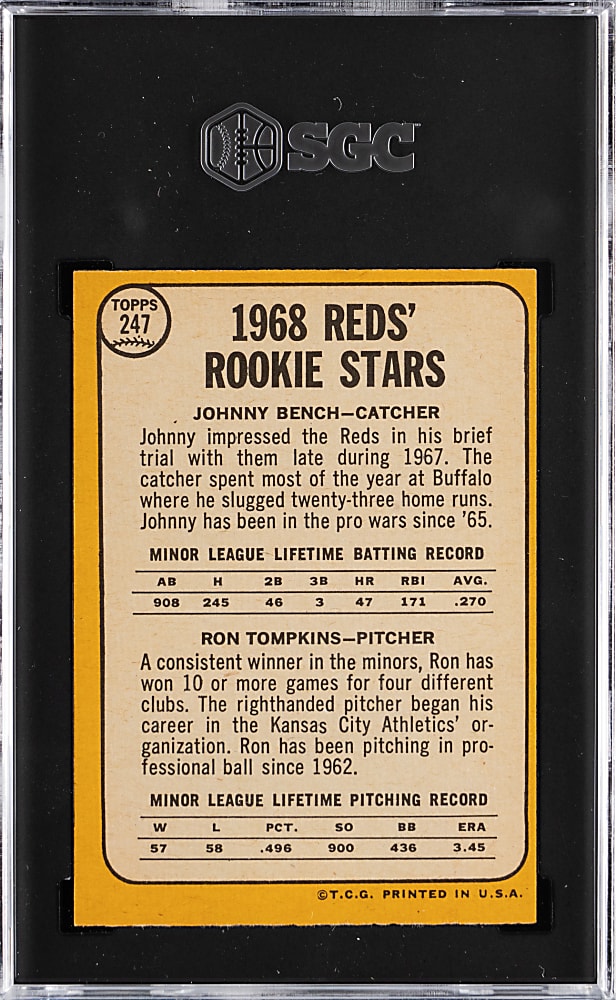 SGC
TOPPS
247
1968 REDS'
ROOKIE STARS
JOHNNY BENCH—CATCHER
Johnny impressed the Reds in his brief
trial with them late during 1967. The
catcher spent most of the year at Buffalo
where he slugged twenty-three home runs.
Johnny has been in the pro wars since '65.
MINOR LEAGUE LIFETIME BATTING RECORD
AB H 2B 3B HR RBI AVG.
908 245 46 3 47 171 .270
RON TOMPKINS—PITCHER
A consistent winner in the minors, Ron has
won 10 or more games for four different
clubs. The righthanded pitcher began his
career in the Kansas City Athletics' or-
ganization. Ron has been pitching in pro-
fessional ball since 1962.
MINOR LEAGUE LIFETIME PITCHING RECORD
W L PCT. SO BB ERA
57 58 .496 900 436 3.45
©T.C.G. PRINTED IN U.S.A.